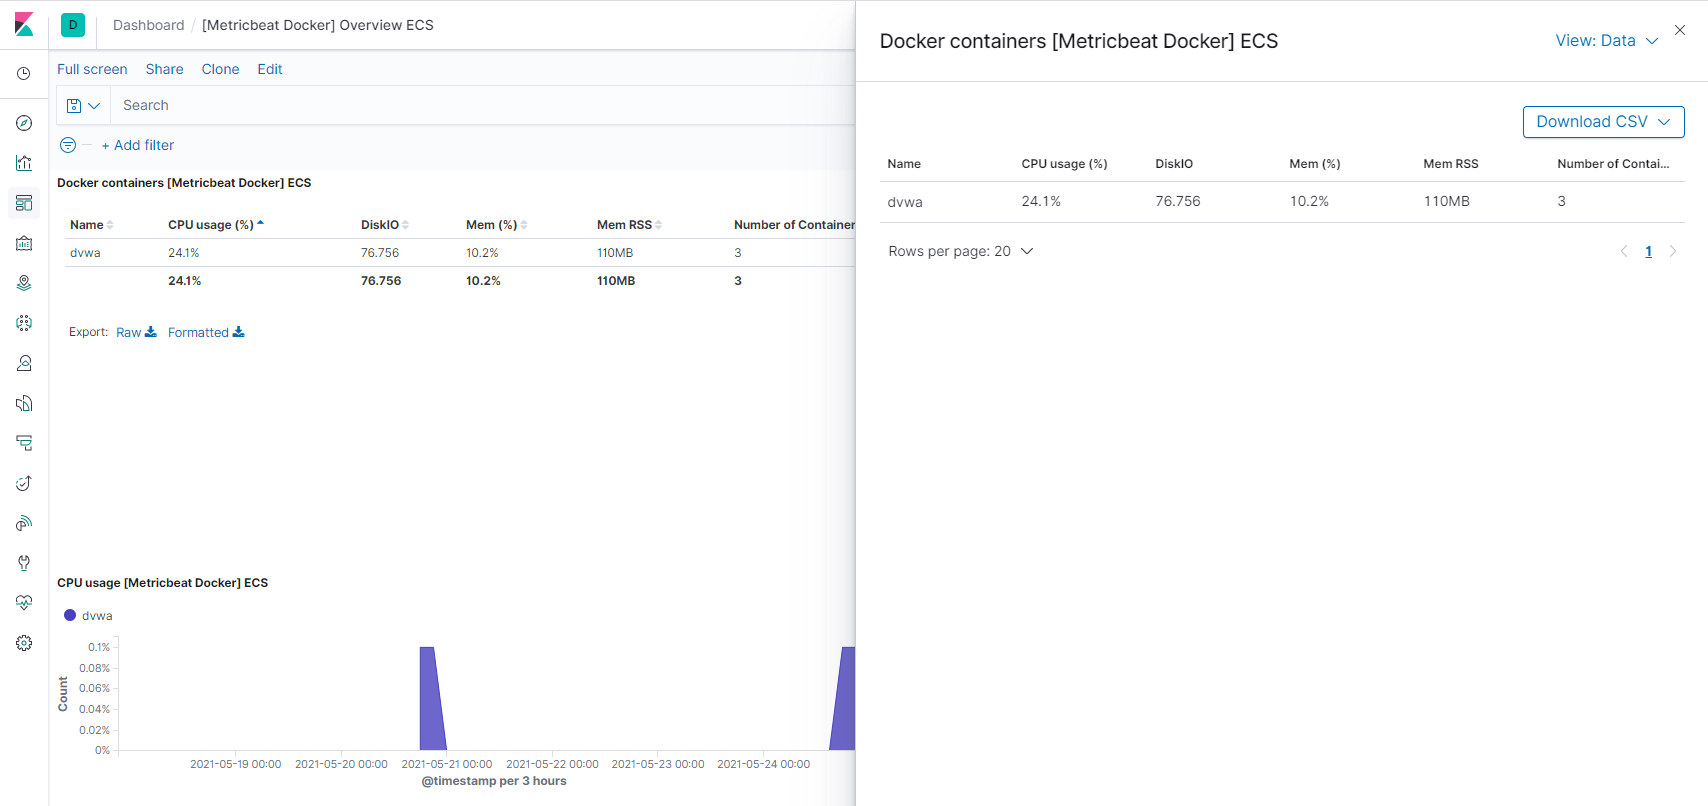 D
Dashboard / [Metricbeat Docker] Overview ECS
Full screen Share Clone Edit
Search
+ Add filter
Docker containers [Metricbeat Docker] ECS
Name CPU usage (%) DiskIO Mem (%) Mem RSS Number of Container
dvwa 24.1% 76.756 10.2% 110MB 3
24.1% 76.756 10.2% 110MB 3
Export: Raw Formatted
CPU usage [Metricbeat Docker] ECS
dvwa
0.1%
0.08%
0.06%
0.04%
0.02%
0%
Count
2021-05-19 00:00 2021-05-20 00:00 2021-05-21 00:00 2021-05-22 00:00 2021-05-23 00:00 2021-05-24 00:00
@timestamp per 3 hours
Docker containers [Metricbeat Docker] ECS
View: Data
Download CSV
Name CPU usage (%) DiskIO Mem (%) Mem RSS Number of Contai...
dvwa 24.1% 76.756 10.2% 110MB 3
Rows per page: 20
1